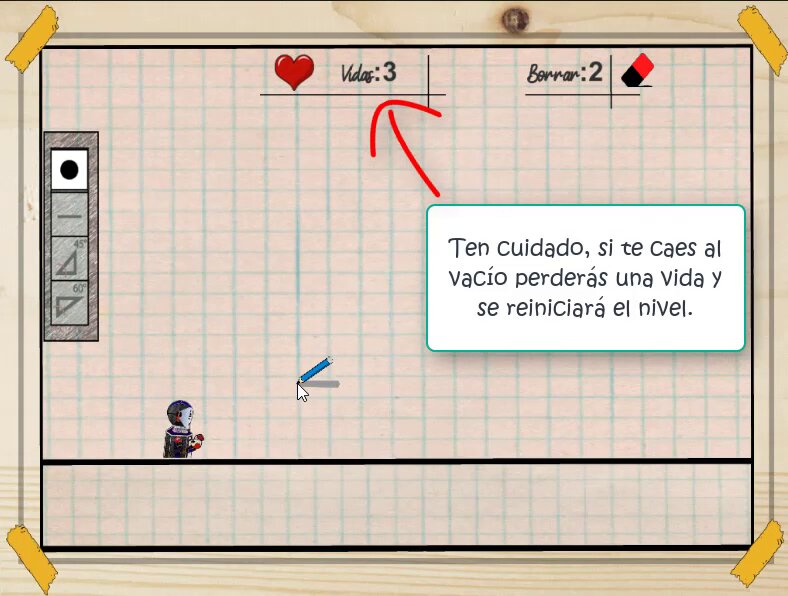 Vidas:3
Borrar:2
45°
60°
Ten cuidado, si te caes al
vacío perderás una vida y
se reiniciará el nivel.